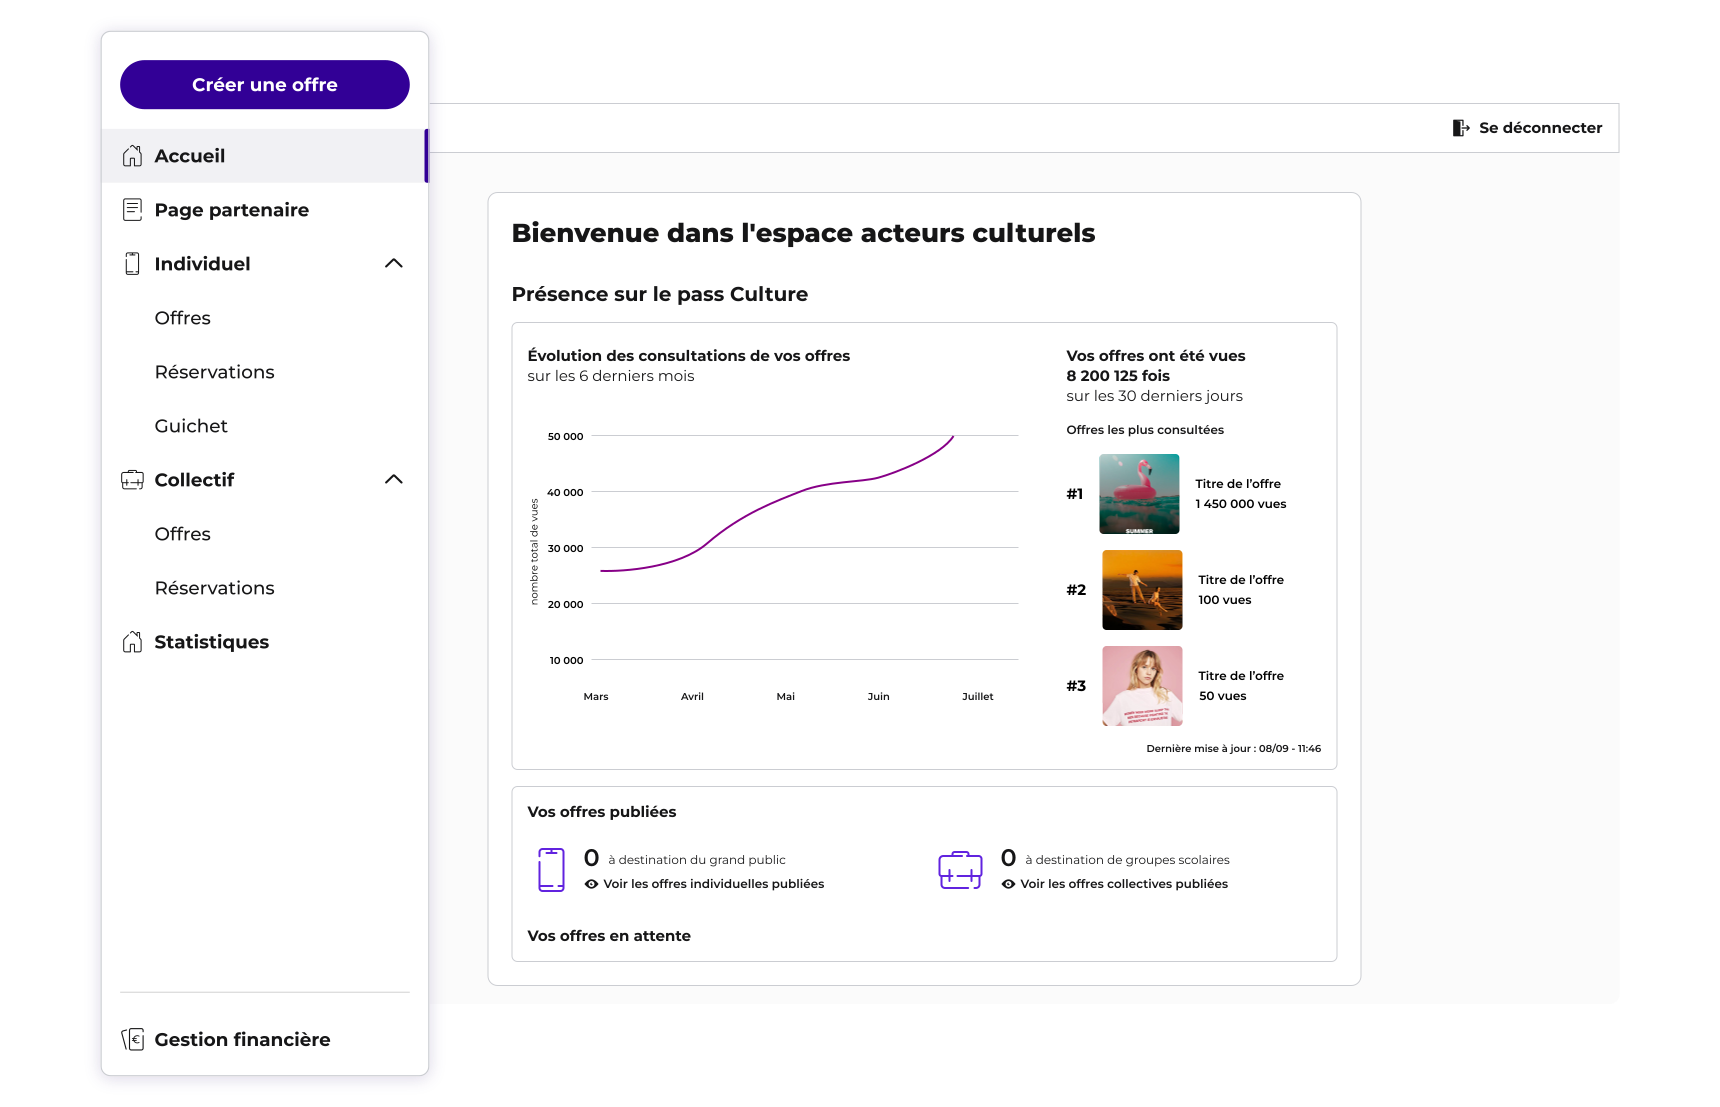 Créer une offre
Accueil
Page partenaire
Individuel
Offres
Réservations
Guichet
Collectif
Offres
Réservations
Statistiques
Gestion financière
Se déconnecter
Bienvenue dans l'espace acteurs culturels
Présence sur le pass Culture
Évolution des consultations de vos offres
sur les 6 derniers mois
nombre total de vues
50 000
40 000
30 000
20 000
10 000
Mars
Avril
Mai
Juin
Juillet
Vos offres ont été vues
8 200 125 fois
sur les 30 derniers jours
Offres les plus consultées
#1
SUMMER
Titre de l’offre
1 450 000 vues
#2
Titre de l’offre
100 vues
#3
Titre de l’offre
50 vues
Dernière mise à jour : 08/09 - 11:46
Vos offres publiées
0 à destination du grand public
Voir les offres individuelles publiées
0 à destination de groupes scolaires
Voir les offres collectives publiées
Vos offres en attente